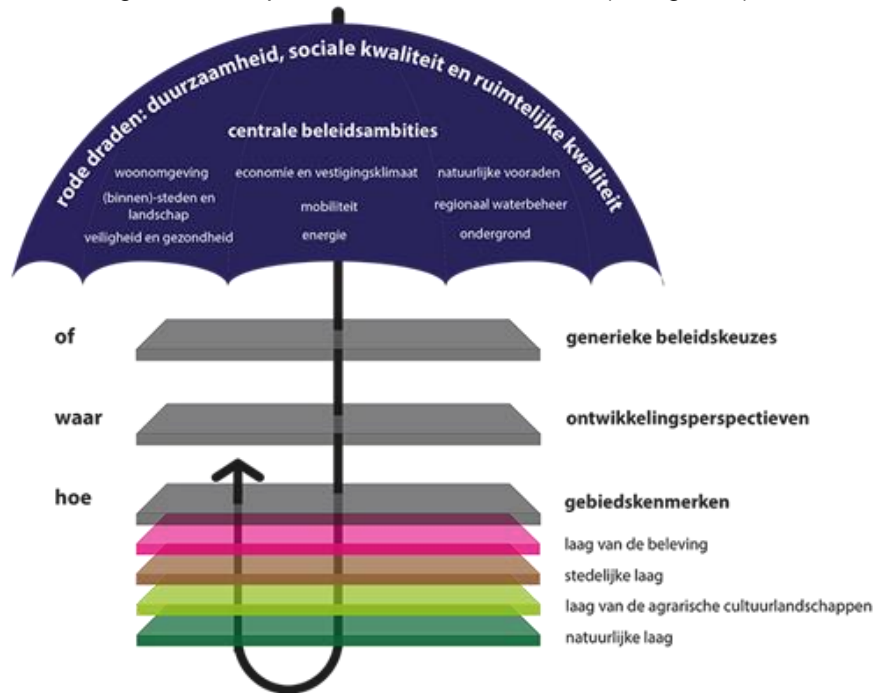 rode draden: duurzaamheid, sociale kwaliteit en ruimtelijke kwaliteit
centrale beleidsambities
woonomgeving
economie en vestigingsklimaat
natuurlijke vooraden
(binnen)-steden en
landschap
mobiliteit
regionaal waterbeheer
veiligheid en gezondheid
energie
ondergrond
of
generieke beleidskeuzes
waar
ontwikkelingsperspectieven
hoe
gebiedskenmerken
laag van de beleving
stedelijke laag
laag van de agrarische cultuurlandschappen
natuurlijke laag